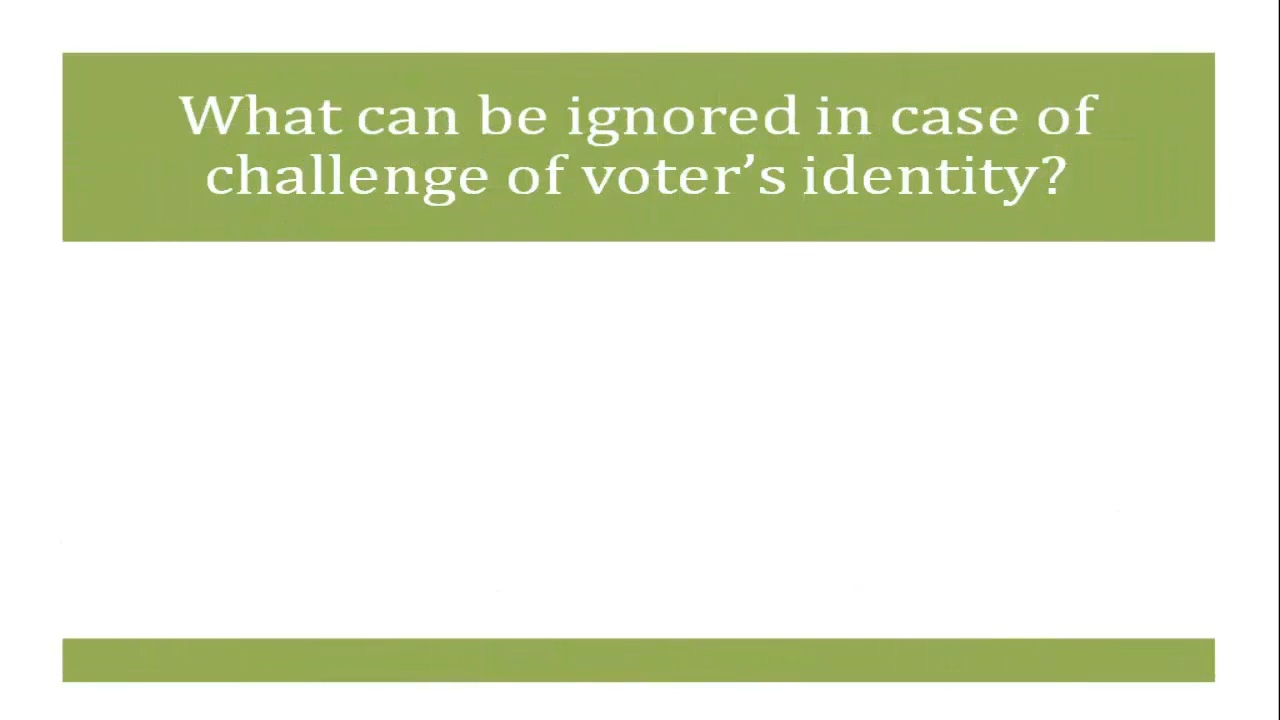 What can be ignored in case of
challenge of voter’s identity?